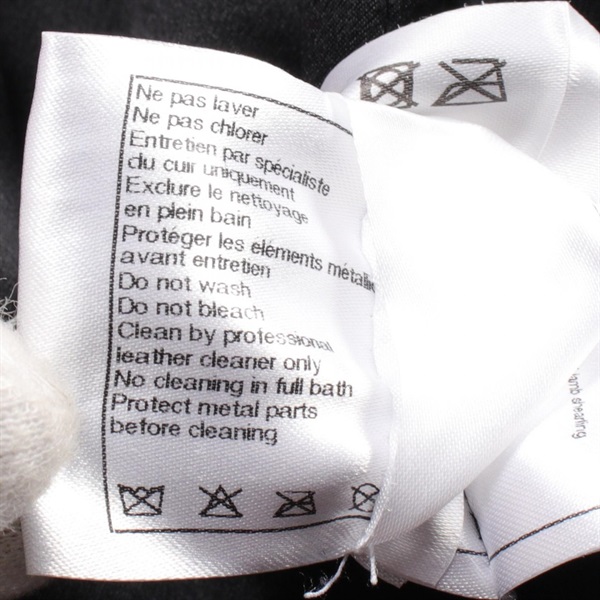 Ne pas laver
Ne pas chlorer
Entretien par spécialiste
du cuir uniquement
Exclure le nettoyage
en plein bain
Protéger les éléments
avant entretien
Do not wash
Do not bleach
Clean by professional
leather cleaner only
No cleaning in full bath
Protect metal parts
before cleaning
lamb shearling